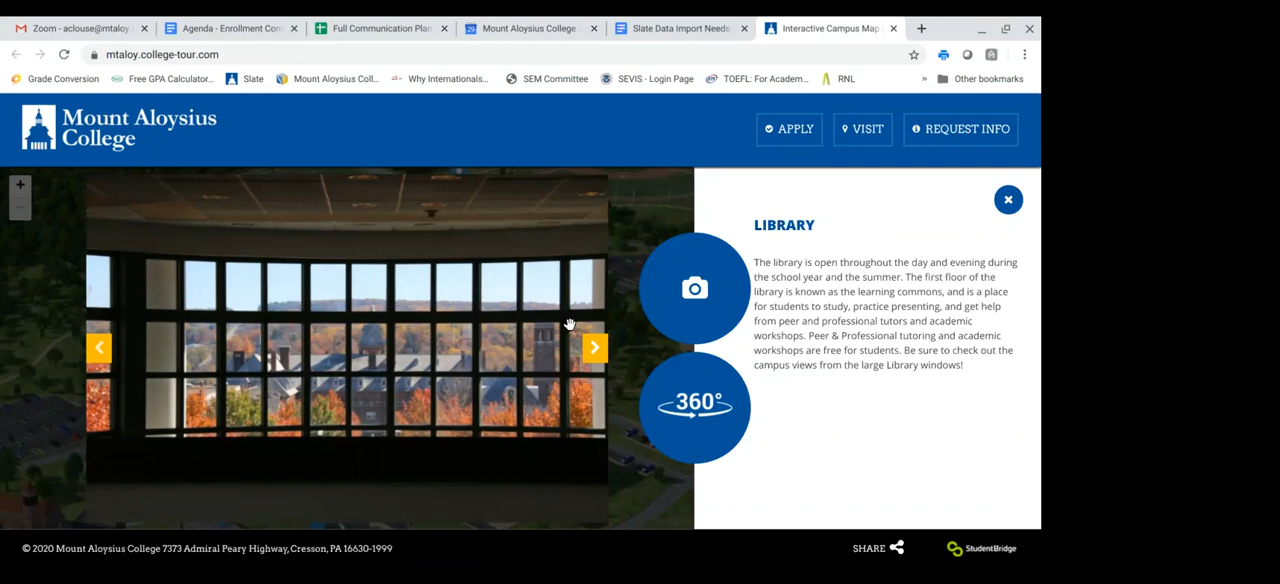 Zoom - aclouse@mtaloy.
Agenda - Enrollment Con
Full Communication Plan
29
Mount Aloysius College -
Slate Data Import Needs
Interactive Campus Map
mtaloy.college-tour.com
Grade Conversion
Free GPA Calculator...
Slate
Mount Aloysius Coll...
Why Internationals...
SEM Committee
SEVIS - Login Page
TOEFL: For Academ...
RNL
»
Other bookmarks
Mount Aloysius
College
APPLY
VISIT
REQUEST INFO
LIBRARY
The library is open throughout the day and evening during
the school year and the summer. The first floor of the
library is known as the learning commons, and is a place
for students to study, practice presenting, and get help
from peer and professional tutors and academic
workshops. Peer & Professional tutoring and academic
workshops are free for students. Be sure to check out the
campus views from the large Library windows!
360°
© 2020 Mount Aloysius College 7373 Admiral Peary Highway, Cresson, PA 16630-1999
SHARE
StudentBridge